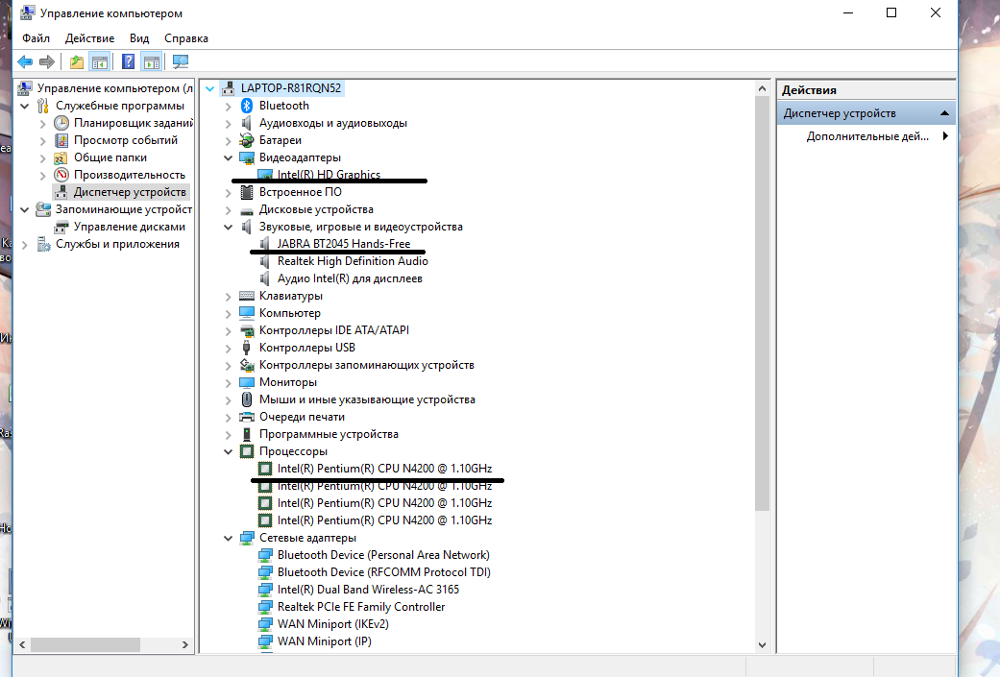 Управление компьютером
Файл Действие Вид Справка
Управление компьютером (л
Служебные программы
Планировщик заданий
Просмотр событий
Общие папки
Производительность
Диспетчер устройств
Запоминающие устройст
Управление дисками
Службы и приложения
LAPTOP-R81RQN52
Bluetooth
Аудиовходы и аудиовыходы
Батареи
Видеоадаптеры
Intel(R) HD Graphics
Встроенное ПО
Дисковые устройства
Звуковые, игровые и видеоустройства
JABRA BT2045 Hands-Free
Realtek High Definition Audio
Аудио Intel(R) для дисплеев
Клавиатуры
Компьютер
Контроллеры IDE ATA/ATAPI
Контроллеры USB
Контроллеры запоминающих устройств
Мониторы
Мыши и иные указывающие устройства
Очереди печати
Программные устройства
Процессоры
Intel(R) Pentium(R) CPU N4200 @ 1.10GHz
Intel(R) Pentium(R) CPU N4200 @ 1.10GHz
Intel(R) Pentium(R) CPU N4200 @ 1.10GHz
Intel(R) Pentium(R) CPU N4200 @ 1.10GHz
Сетевые адаптеры
Bluetooth Device (Personal Area Network)
Bluetooth Device (RFCOMM Protocol TDI)
Intel(R) Dual Band Wireless-AC 3165
Realtek PCIe FE Family Controller
WAN Miniport (IKEv2)
WAN Miniport (IP)
Действия
Диспетчер устройств
Дополнительные дей...